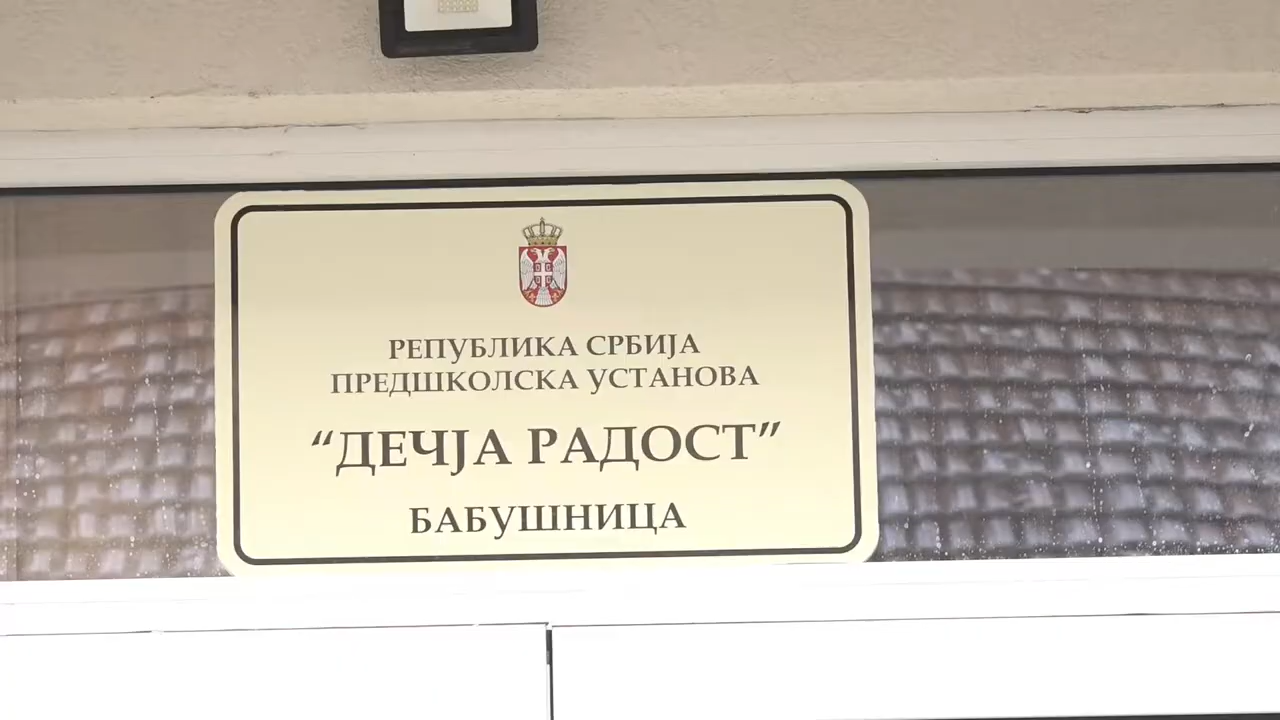 РЕПУБЛИКА СРБИЈА
ПРЕДШКОЛСКА УСТАНОВА
“ДЕЧЈА РАДОСТ”
БАБУШНИЦА